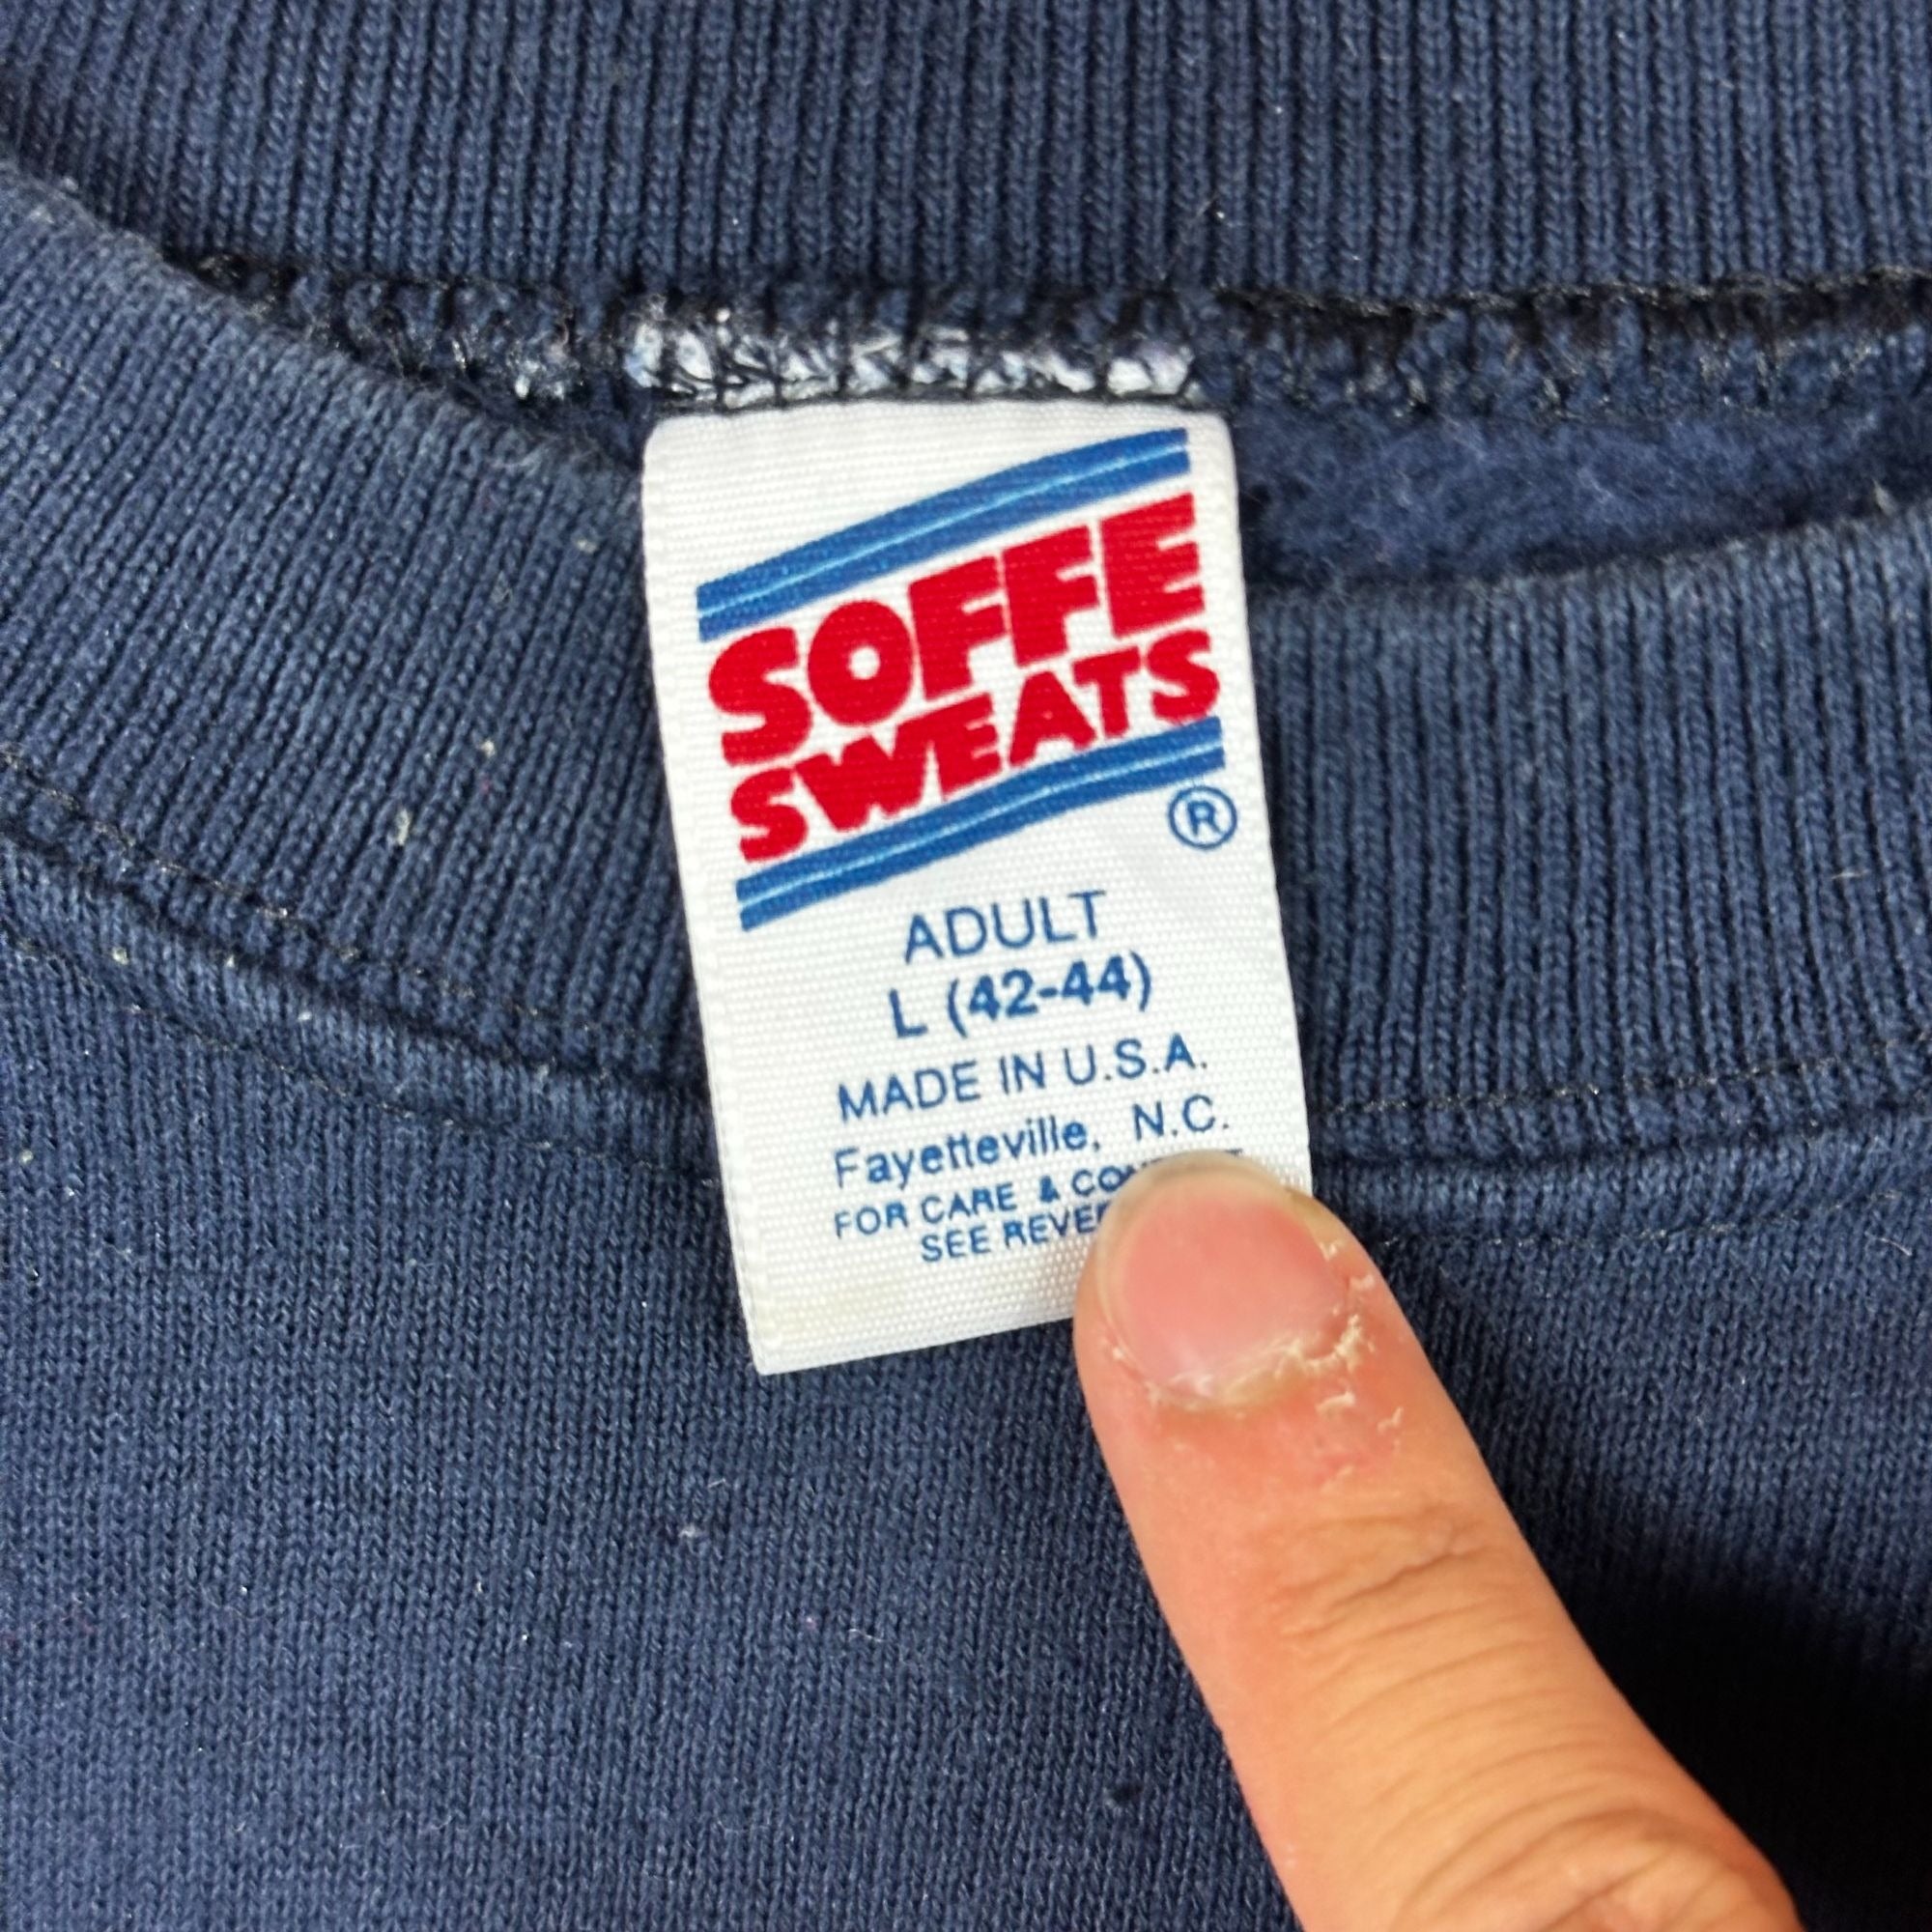 SOFFE
SWEATS
®
ADULT
L (42-44)
MADE IN U.S.A.
Fayetteville, N.C.
FOR CARE &
SEE